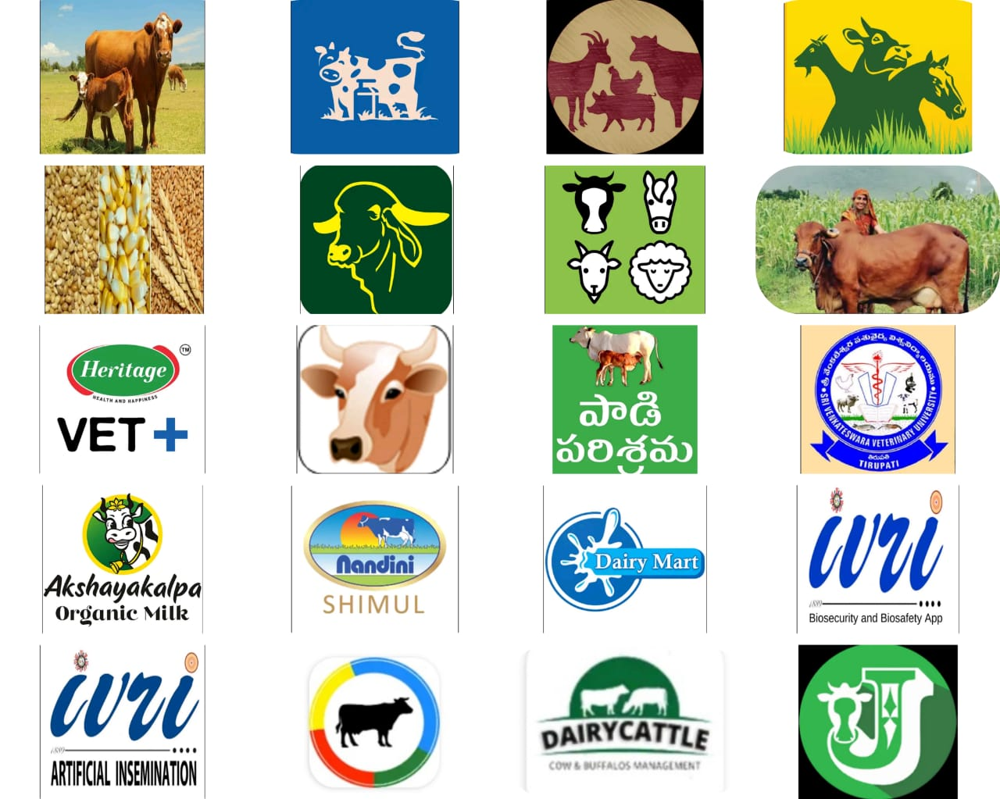 Heritage
TM
HEALTH AND HAPPINESS
VET +
పాడి
పరిశ్రమ
శ్రీ వేంకటేశ్వర పశువైద్య విశ్వవిద్యాలయము
SRI VENKATESWARA VETERINARY UNIVERSITY
తిరుపతి
TIRUPATI
Akshayakalpa
Organic Milk
Nandini
SHIMUL
Dairy Mart
ivri
1889
Biosecurity and Biosafety App
ivri
1889
ARTIFICIAL INSEMINATION
DAIRYCATTLE
COW & BUFFALOS MANAGEMENT
J